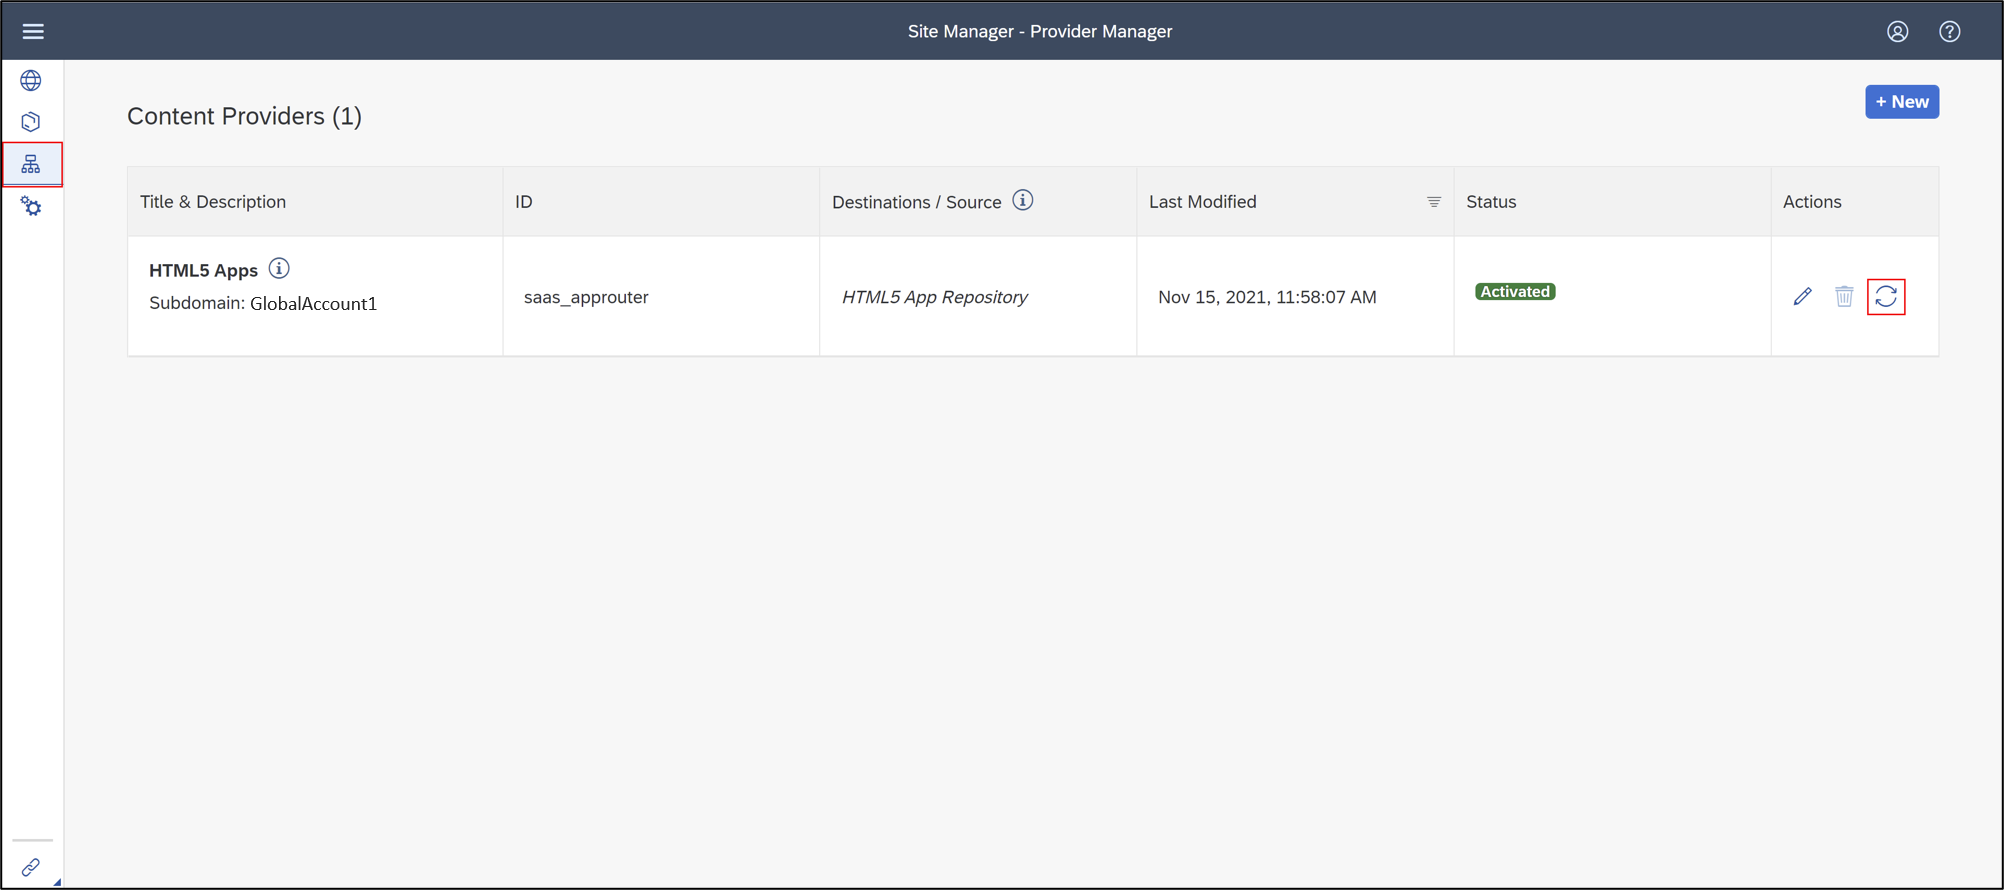 Site Manager - Provider Manager
Content Providers (1)
+ New
Title & Description
ID
Destinations / Source
Last Modified
Status
Actions
HTML5 Apps
Subdomain: GlobalAccount1
saas_approuter
HTML5 App Repository
Nov 15, 2021, 11:58:07 AM
Activated